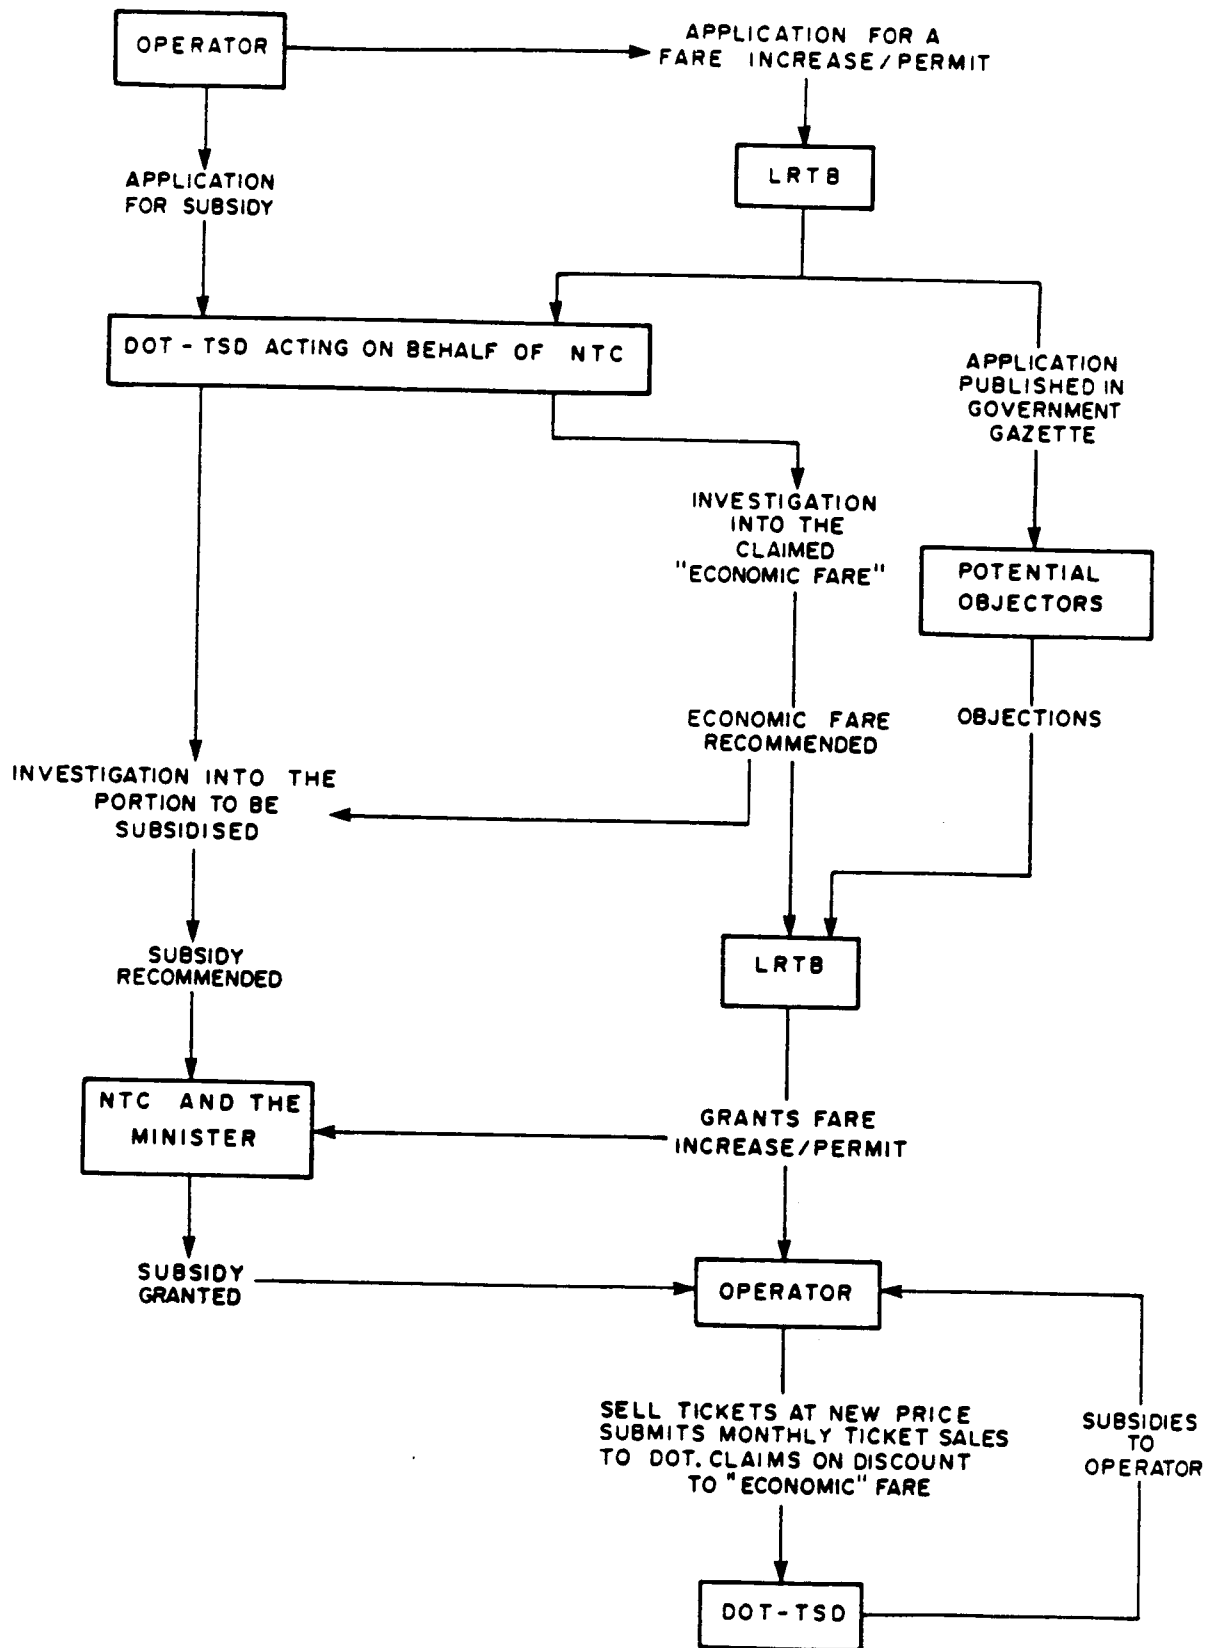 OPERATOR
APPLICATION FOR A
FARE INCREASE/PERMIT
LRTB
APPLICATION
FOR SUBSIDY
DOT - TSD ACTING ON BEHALF OF NTC
APPLICATION
PUBLISHED IN
GOVERNMENT
GAZETTE
INVESTIGATION
INTO THE
CLAIMED
"ECONOMIC FARE"
POTENTIAL
OBJECTORS
ECONOMIC FARE
RECOMMENDED
OBJECTIONS
INVESTIGATION INTO THE
PORTION TO BE
SUBSIDISED
SUBSIDY
RECOMMENDED
LRTB
NTC AND THE
MINISTER
GRANTS FARE
INCREASE/PERMIT
SUBSIDY
GRANTED
OPERATOR
SELL TICKETS AT NEW PRICE
SUBMITS MONTHLY TICKET SALES
TO DOT. CLAIMS ON DISCOUNT
TO "ECONOMIC" FARE
SUBSIDIES
TO
OPERATOR
DOT-TSD